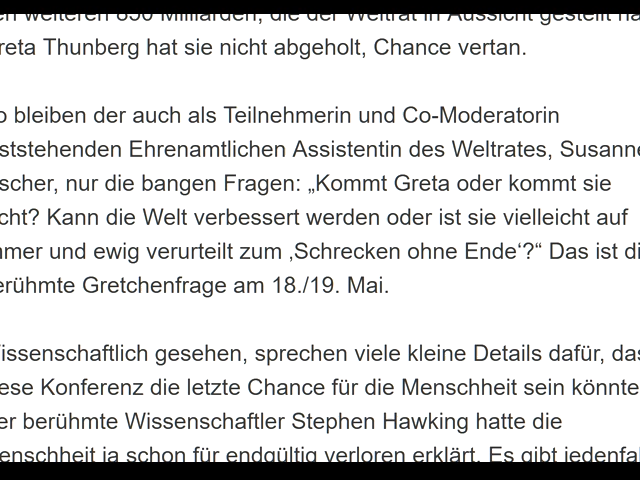 weiteren 850 Milliarden, die der Weltrat in Aussicht gestellt
reta Thunberg hat sie nicht abgeholt, Chance vertan.
o bleiben der auch als Teilnehmerin und Co-Moderatorin
ststehenden Ehrenamtlichen Assistentin des Weltrates, Susanne
scher, nur die bangen Fragen: „Kommt Greta oder kommt sie
cht? Kann die Welt verbessert werden oder ist sie vielleicht auf
mmer und ewig verurteilt zum ‚Schrecken ohne Ende‘?“ Das ist di
erühmte Gretchenfrage am 18./19. Mai.
issenschaftlich gesehen, sprechen viele kleine Details dafür, das
ese Konferenz die letzte Chance für die Menschheit sein könnte
er berühmte Wissenschaftler Stephen Hawking hatte die
enschheit ja schon für endgültig verloren erklärt. Es gibt jedenfal